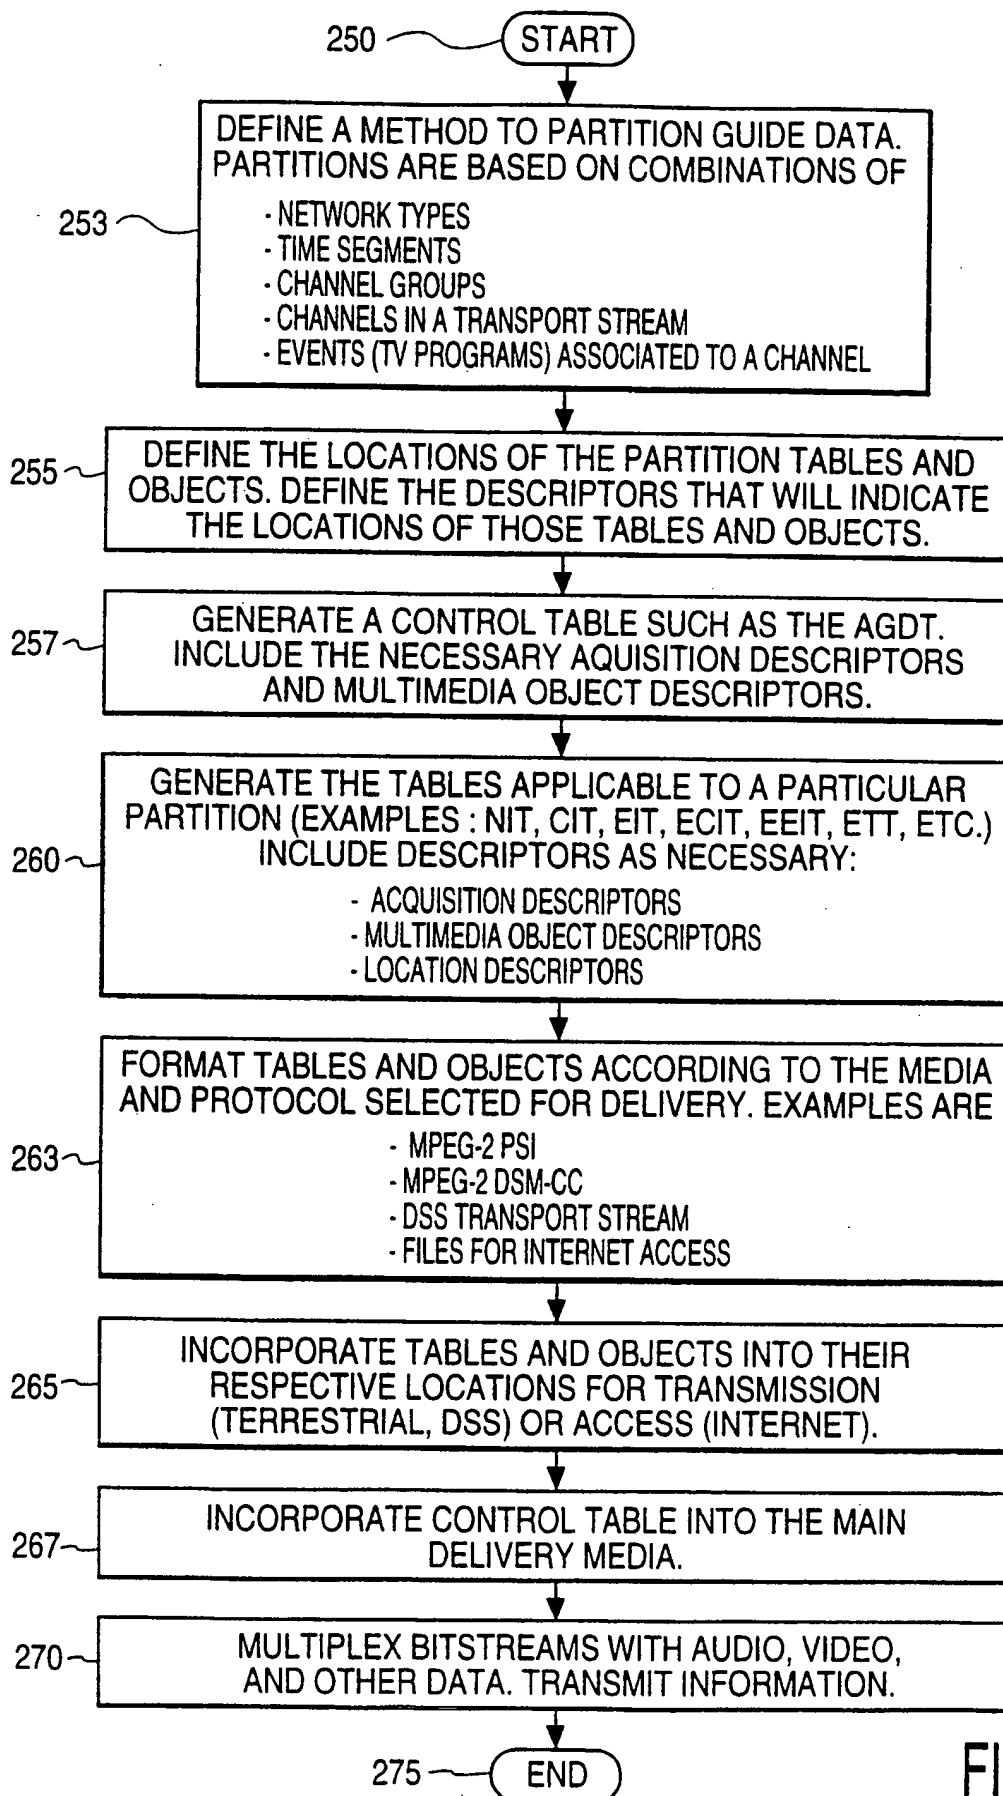 250
START
DEFINE A METHOD TO PARTITION GUIDE DATA.
PARTITIONS ARE BASED ON COMBINATIONS OF
253
- NETWORK TYPES
- TIME SEGMENTS
- CHANNEL GROUPS
- CHANNELS IN A TRANSPORT STREAM
- EVENTS (TV PROGRAMS) ASSOCIATED TO A CHANNEL
255
DEFINE THE LOCATIONS OF THE PARTITION TABLES AND
OBJECTS. DEFINE THE DESCRIPTORS THAT WILL INDICATE
THE LOCATIONS OF THOSE TABLES AND OBJECTS.
257
GENERATE A CONTROL TABLE SUCH AS THE AGDT.
INCLUDE THE NECESSARY AQUISITION DESCRIPTORS
AND MULTIMEDIA OBJECT DESCRIPTORS.
GENERATE THE TABLES APPLICABLE TO A PARTICULAR
PARTITION (EXAMPLES : NIT, CIT, EIT, ECIT, EEIT, ETT, ETC.)
260
INCLUDE DESCRIPTORS AS NECESSARY:
- ACQUISITION DESCRIPTORS
- MULTIMEDIA OBJECT DESCRIPTORS
- LOCATION DESCRIPTORS
FORMAT TABLES AND OBJECTS ACCORDING TO THE MEDIA
AND PROTOCOL SELECTED FOR DELIVERY. EXAMPLES ARE
263
- MPEG-2 PSI
- MPEG-2 DSM-CC
- DSS TRANSPORT STREAM
- FILES FOR INTERNET ACCESS
265
INCORPORATE TABLES AND OBJECTS INTO THEIR
RESPECTIVE LOCATIONS FOR TRANSMISSION
(TERRESTRIAL, DSS) OR ACCESS (INTERNET).
267
INCORPORATE CONTROL TABLE INTO THE MAIN
DELIVERY MEDIA.
270
MULTIPLEX BITSTREAMS WITH AUDIO, VIDEO,
AND OTHER DATA. TRANSMIT INFORMATION.
275
END